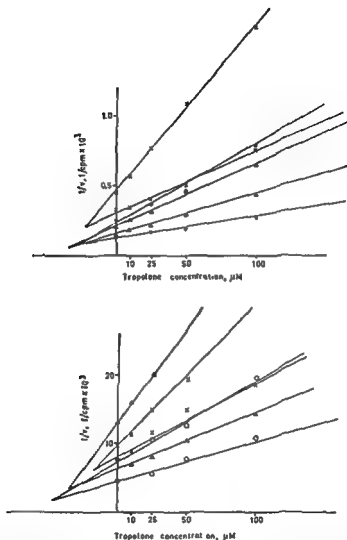 1/v, 1/cpm × 10³
1.0
0.5
10 25 50 100
Tropolone concentration, μM
1/v, 1/cpm × 10³
20
10
10 25 50 100
Tropolone concentration, μM